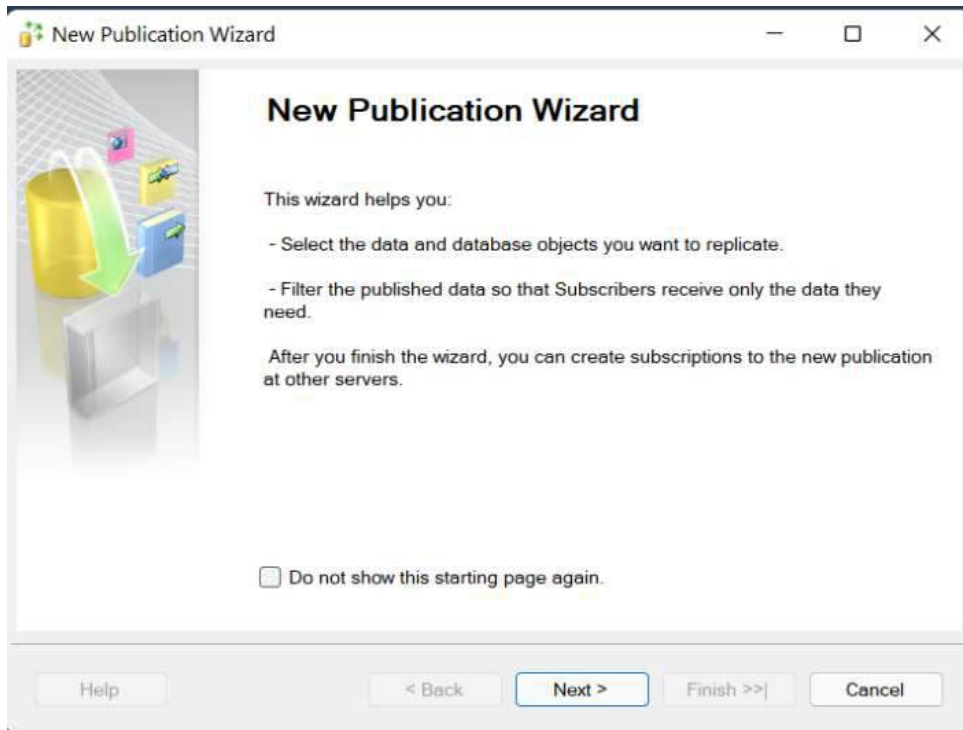 New Publication Wizard
New Publication Wizard
This wizard helps you:
- Select the data and database objects you want to replicate.
- Filter the published data so that Subscribers receive only the data they
need.
After you finish the wizard, you can create subscriptions to the new publication
at other servers.
Do not show this starting page again.
Help
< Back
Next >
Finish >>|
Cancel